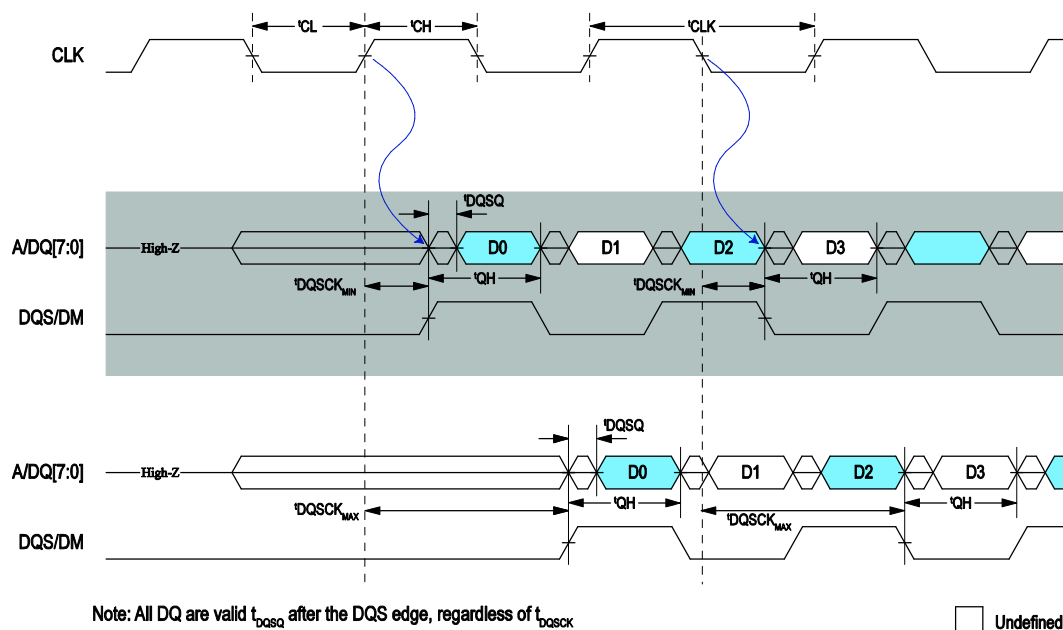 tCL tCH tCLK
CLK
tDQSQ
A/DQ[7:0] High-Z D0 D1 D2 D3
tDQSCKMIN tQH tDQSCKMIN tQH
DQS/DM
tDQSQ
A/DQ[7:0] High-Z D0 D1 D2 D3
tDQSCKMAX tQH tDQSCKMAX tQH
DQS/DM
Note: All DQ are valid tDQSQ after the DQS edge, regardless of tDQSCK
Undefined